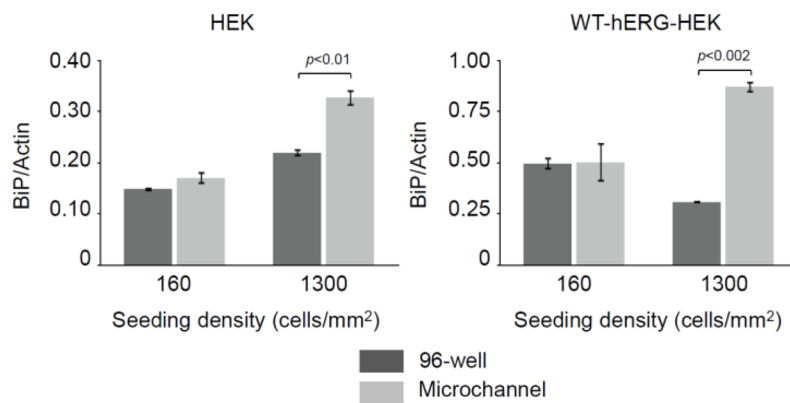 HEK
WT-hERG-HEK
p<0.01
p<0.002
0.40
0.30
0.20
0.10
0
BiP/Actin
1.00
0.75
0.50
0.25
0
BiP/Actin
160
1300
160
1300
Seeding density (cells/mm²)
Seeding density (cells/mm²)
96-well
Microchannel